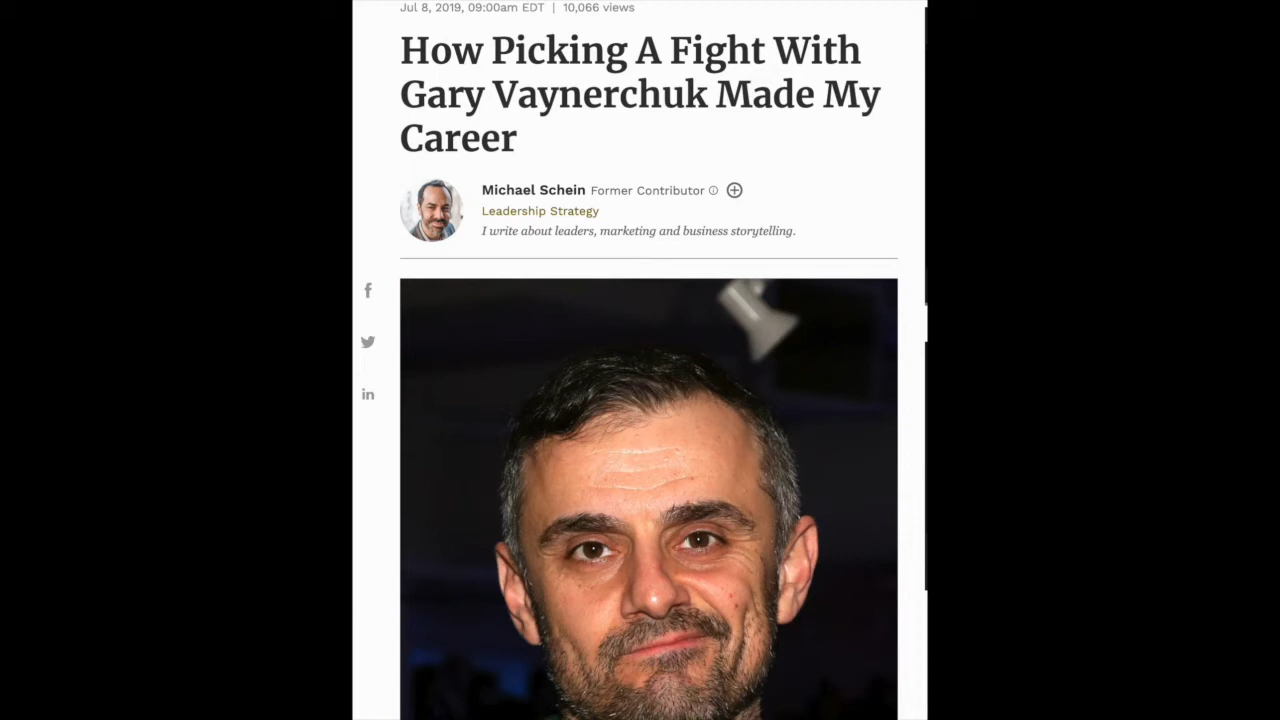 Jul 8, 2019, 09:00am EDT | 10,066 views
How Picking A Fight With
Gary Vaynerchuk Made My
Career
Michael Schein Former Contributor
Leadership Strategy
I write about leaders, marketing and business storytelling.
f
in